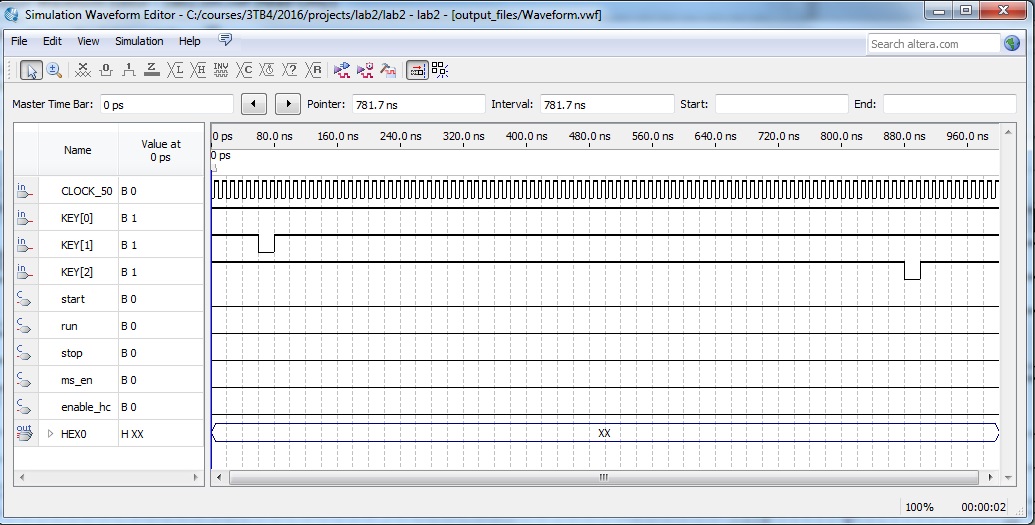 Simulation Waveform Editor - C:/courses/3TB4/2016/projects/lab2/lab2 - lab2 - [output_files/Waveform.vwf]
File Edit View Simulation Help Search altera.com
Master Time Bar: 0 ps Pointer: 781.7 ns Interval: 781.7 ns Start: End:
Name Value at 0 ps
0 ps 80.0 ns 160.0 ns 240.0 ns 320.0 ns 400.0 ns 480.0 ns 560.0 ns 640.0 ns 720.0 ns 800.0 ns 880.0 ns 960.0 ns
0 ps
CLOCK_50 B 0
KEY[0] B 1
KEY[1] B 1
KEY[2] B 1
start B 0
run B 0
stop B 0
ms_en B 0
enable_hc B 0
HEX0 H XX XX
100% 00:00:02